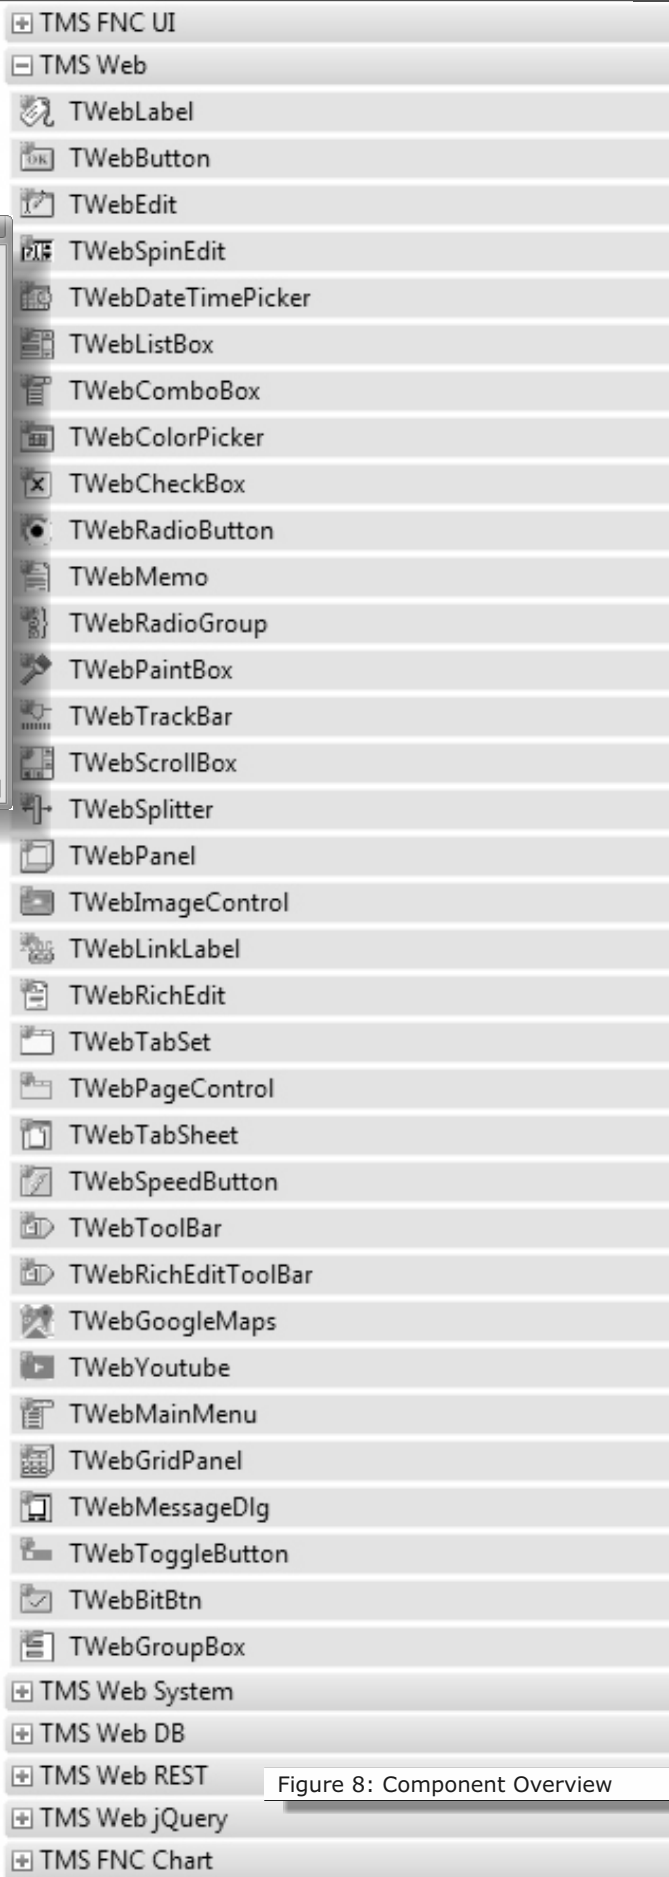 TMS FNC UI
TMS Web
TWebLabel
TWebButton
TWebEdit
TWebSpinEdit
TWebDateTimePicker
TWebListBox
TWebComboBox
TWebColorPicker
TWebCheckBox
TWebRadioButton
TWebMemo
TWebRadioGroup
TWebPaintBox
TWebTrackBar
TWebScrollBox
TWebSplitter
TWebPanel
TWebImageControl
TWebLinkLabel
TWebRichEdit
TWebTabSet
TWebPageControl
TWebTabSheet
TWebSpeedButton
TWebToolBar
TWebRichEditToolBar
TWebGoogleMaps
TWebYoutube
TWebMainMenu
TWebGridPanel
TWebMessageDlg
TWebToggleButton
TWebBitBtn
TWebGroupBox
TMS Web System
TMS Web DB
TMS Web REST
Figure 8: Component Overview
TMS Web jQuery
TMS FNC Chart